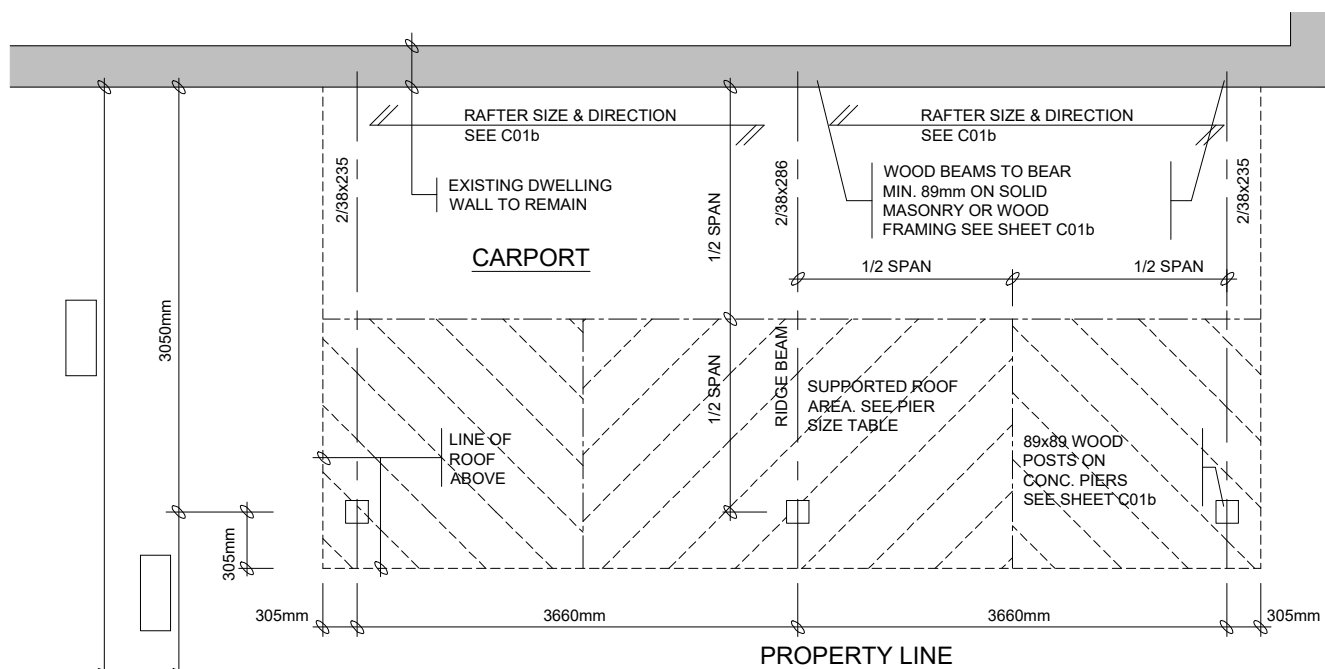 RAFTER SIZE & DIRECTION
SEE C01b
RAFTER SIZE & DIRECTION
SEE C01b
2/38x235
EXISTING DWELLING
WALL TO REMAIN
1/2 SPAN
2/38x286
WOOD BEAMS TO BEAR
MIN. 89mm ON SOLID
MASONRY OR WOOD
FRAMING SEE SHEET C01b
2/38x235
CARPORT
1/2 SPAN
1/2 SPAN
3050mm
1/2 SPAN
RIDGE BEAM
SUPPORTED ROOF
AREA. SEE PIER
SIZE TABLE
LINE OF
ROOF
ABOVE
89x89 WOOD
POSTS ON
CONC. PIERS
SEE SHEET C01b
305mm
305mm
3660mm
3660mm
305mm
PROPERTY LINE